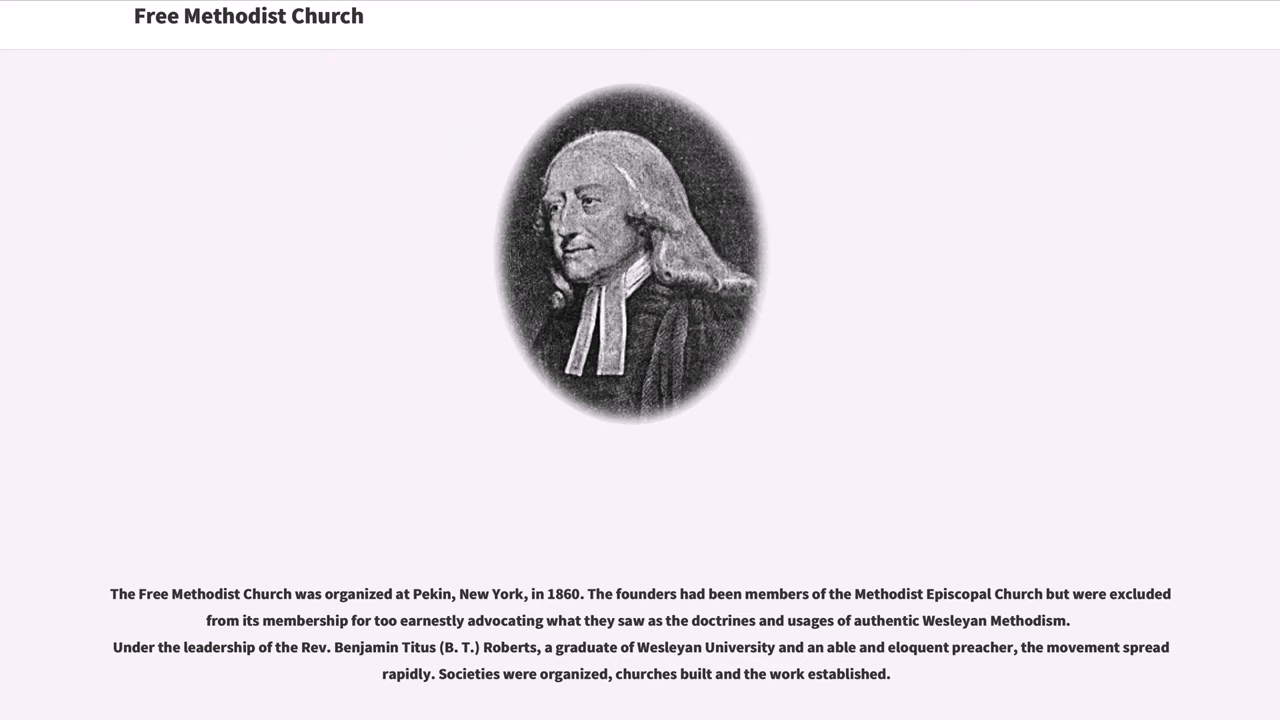 Free Methodist Church
The Free Methodist Church was organized at Pekin, New York, in 1860. The founders had been members of the Methodist Episcopal Church but were excluded
from its membership for too earnestly advocating what they saw as the doctrines and usages of authentic Wesleyan Methodism.
Under the leadership of the Rev. Benjamin Titus (B. T.) Roberts, a graduate of Wesleyan University and an able and eloquent preacher, the movement spread
rapidly. Societies were organized, churches built and the work established.